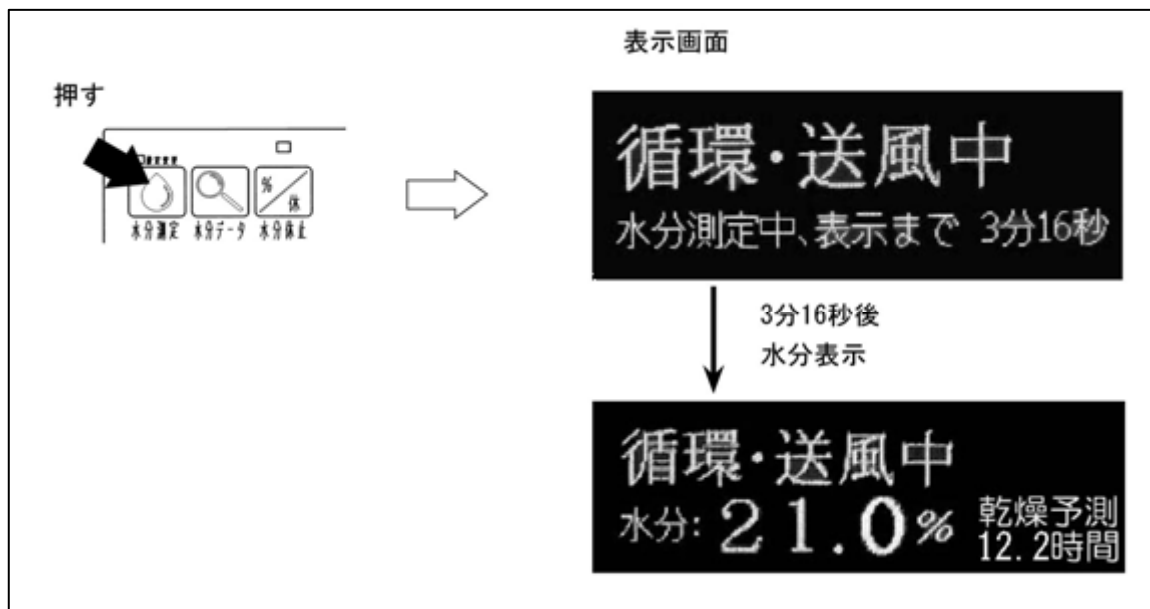 表示画面
押す
%
休
水分測定 水分データ 水分休止
循環・送風中
水分測定中、表示まで 3分16秒
3分16秒後
水分表示
循環・送風中
水分: 21.0% 乾燥予測
12.2時間